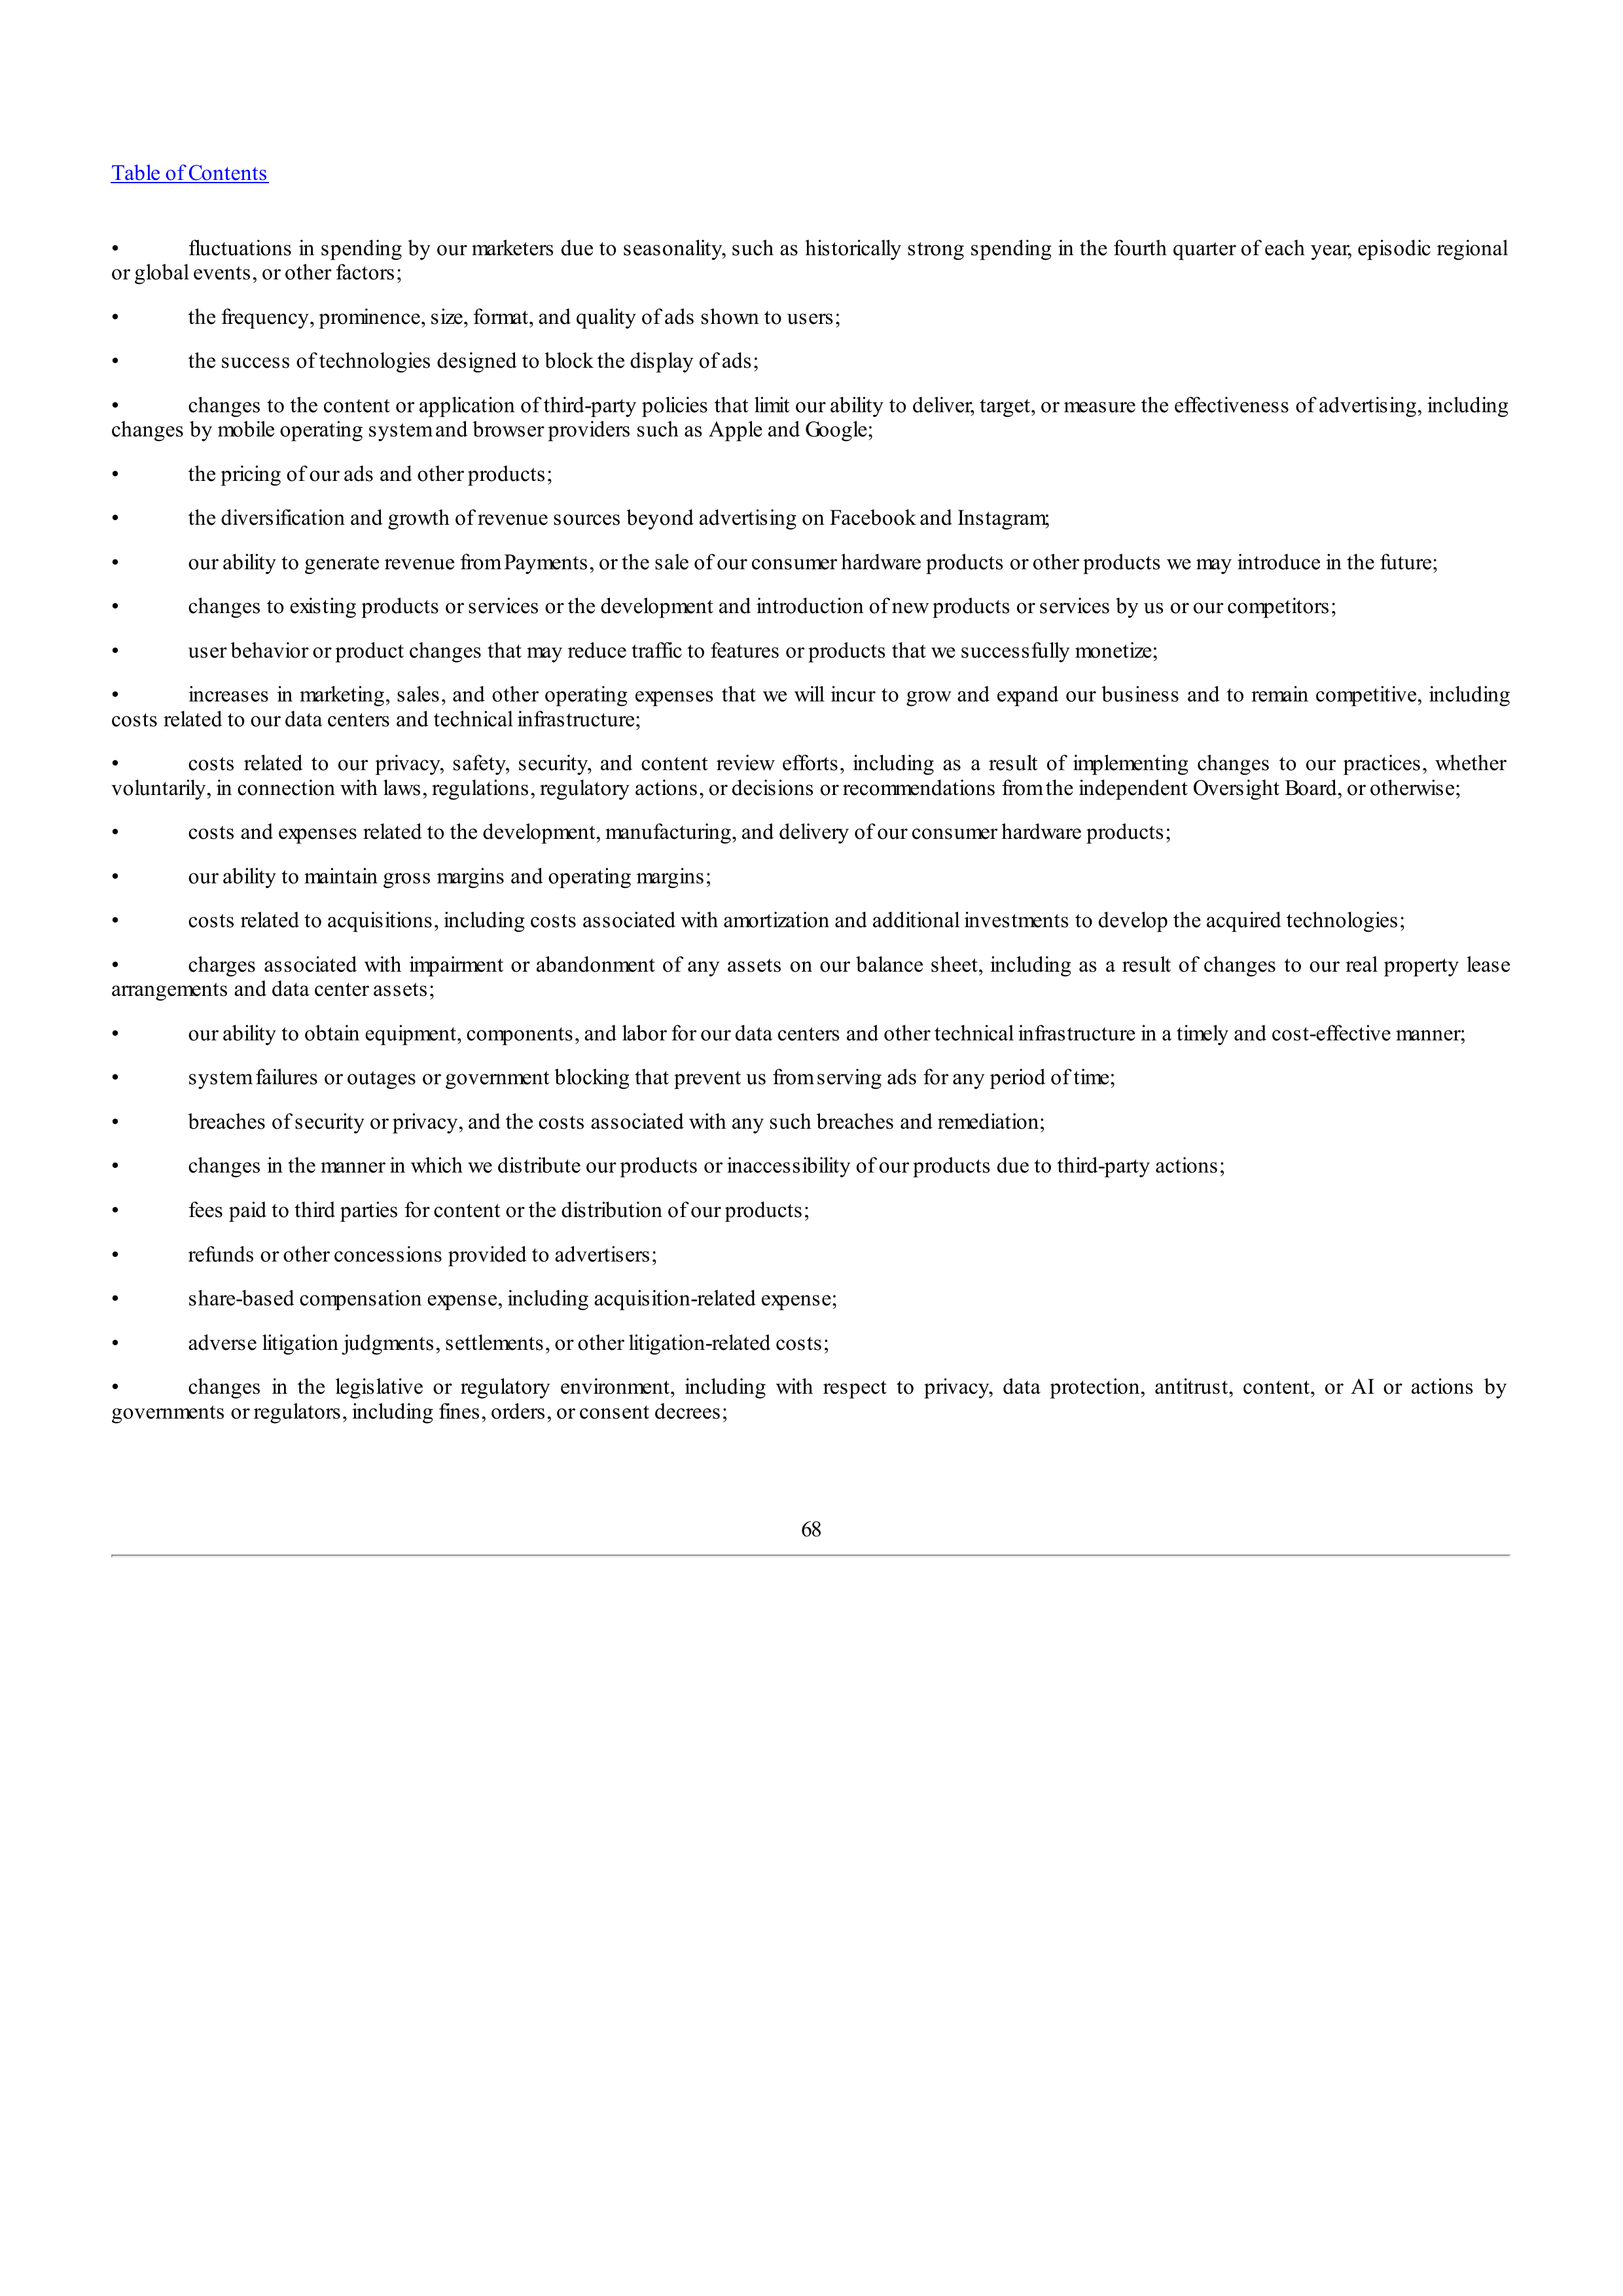 Table of Contents
• fluctuations in spending by our marketers due to seasonality, such as historically strong spending in the fourth quarter of each year, episodic regional
or global events, or other factors;
• the frequency, prominence, size, format, and quality of ads shown to users;
• the success of technologies designed to block the display of ads;
• changes to the content or application of third-party policies that limit our ability to deliver, target, or measure the effectiveness of advertising, including
changes by mobile operating system and browser providers such as Apple and Google;
• the pricing of our ads and other products;
• the diversification and growth of revenue sources beyond advertising on Facebook and Instagram;
• our ability to generate revenue from Payments, or the sale of our consumer hardware products or other products we may introduce in the future;
• changes to existing products or services or the development and introduction of new products or services by us or our competitors;
• user behavior or product changes that may reduce traffic to features or products that we successfully monetize;
• increases in marketing, sales, and other operating expenses that we will incur to grow and expand our business and to remain competitive, including
costs related to our data centers and technical infrastructure;
• costs related to our privacy, safety, security, and content review efforts, including as a result of implementing changes to our practices, whether
voluntarily, in connection with laws, regulations, regulatory actions, or decisions or recommendations from the independent Oversight Board, or otherwise;
• costs and expenses related to the development, manufacturing, and delivery of our consumer hardware products;
• our ability to maintain gross margins and operating margins;
• costs related to acquisitions, including costs associated with amortization and additional investments to develop the acquired technologies;
• charges associated with impairment or abandonment of any assets on our balance sheet, including as a result of changes to our real property lease
arrangements and data center assets;
• our ability to obtain equipment, components, and labor for our data centers and other technical infrastructure in a timely and cost-effective manner;
• system failures or outages or government blocking that prevent us from serving ads for any period of time;
• breaches of security or privacy, and the costs associated with any such breaches and remediation;
• changes in the manner in which we distribute our products or inaccessibility of our products due to third-party actions;
• fees paid to third parties for content or the distribution of our products;
• refunds or other concessions provided to advertisers;
• share-based compensation expense, including acquisition-related expense;
• adverse litigation judgments, settlements, or other litigation-related costs;
• changes in the legislative or regulatory environment, including with respect to privacy, data protection, antitrust, content, or AI or actions by
governments or regulators, including fines, orders, or consent decrees;
68